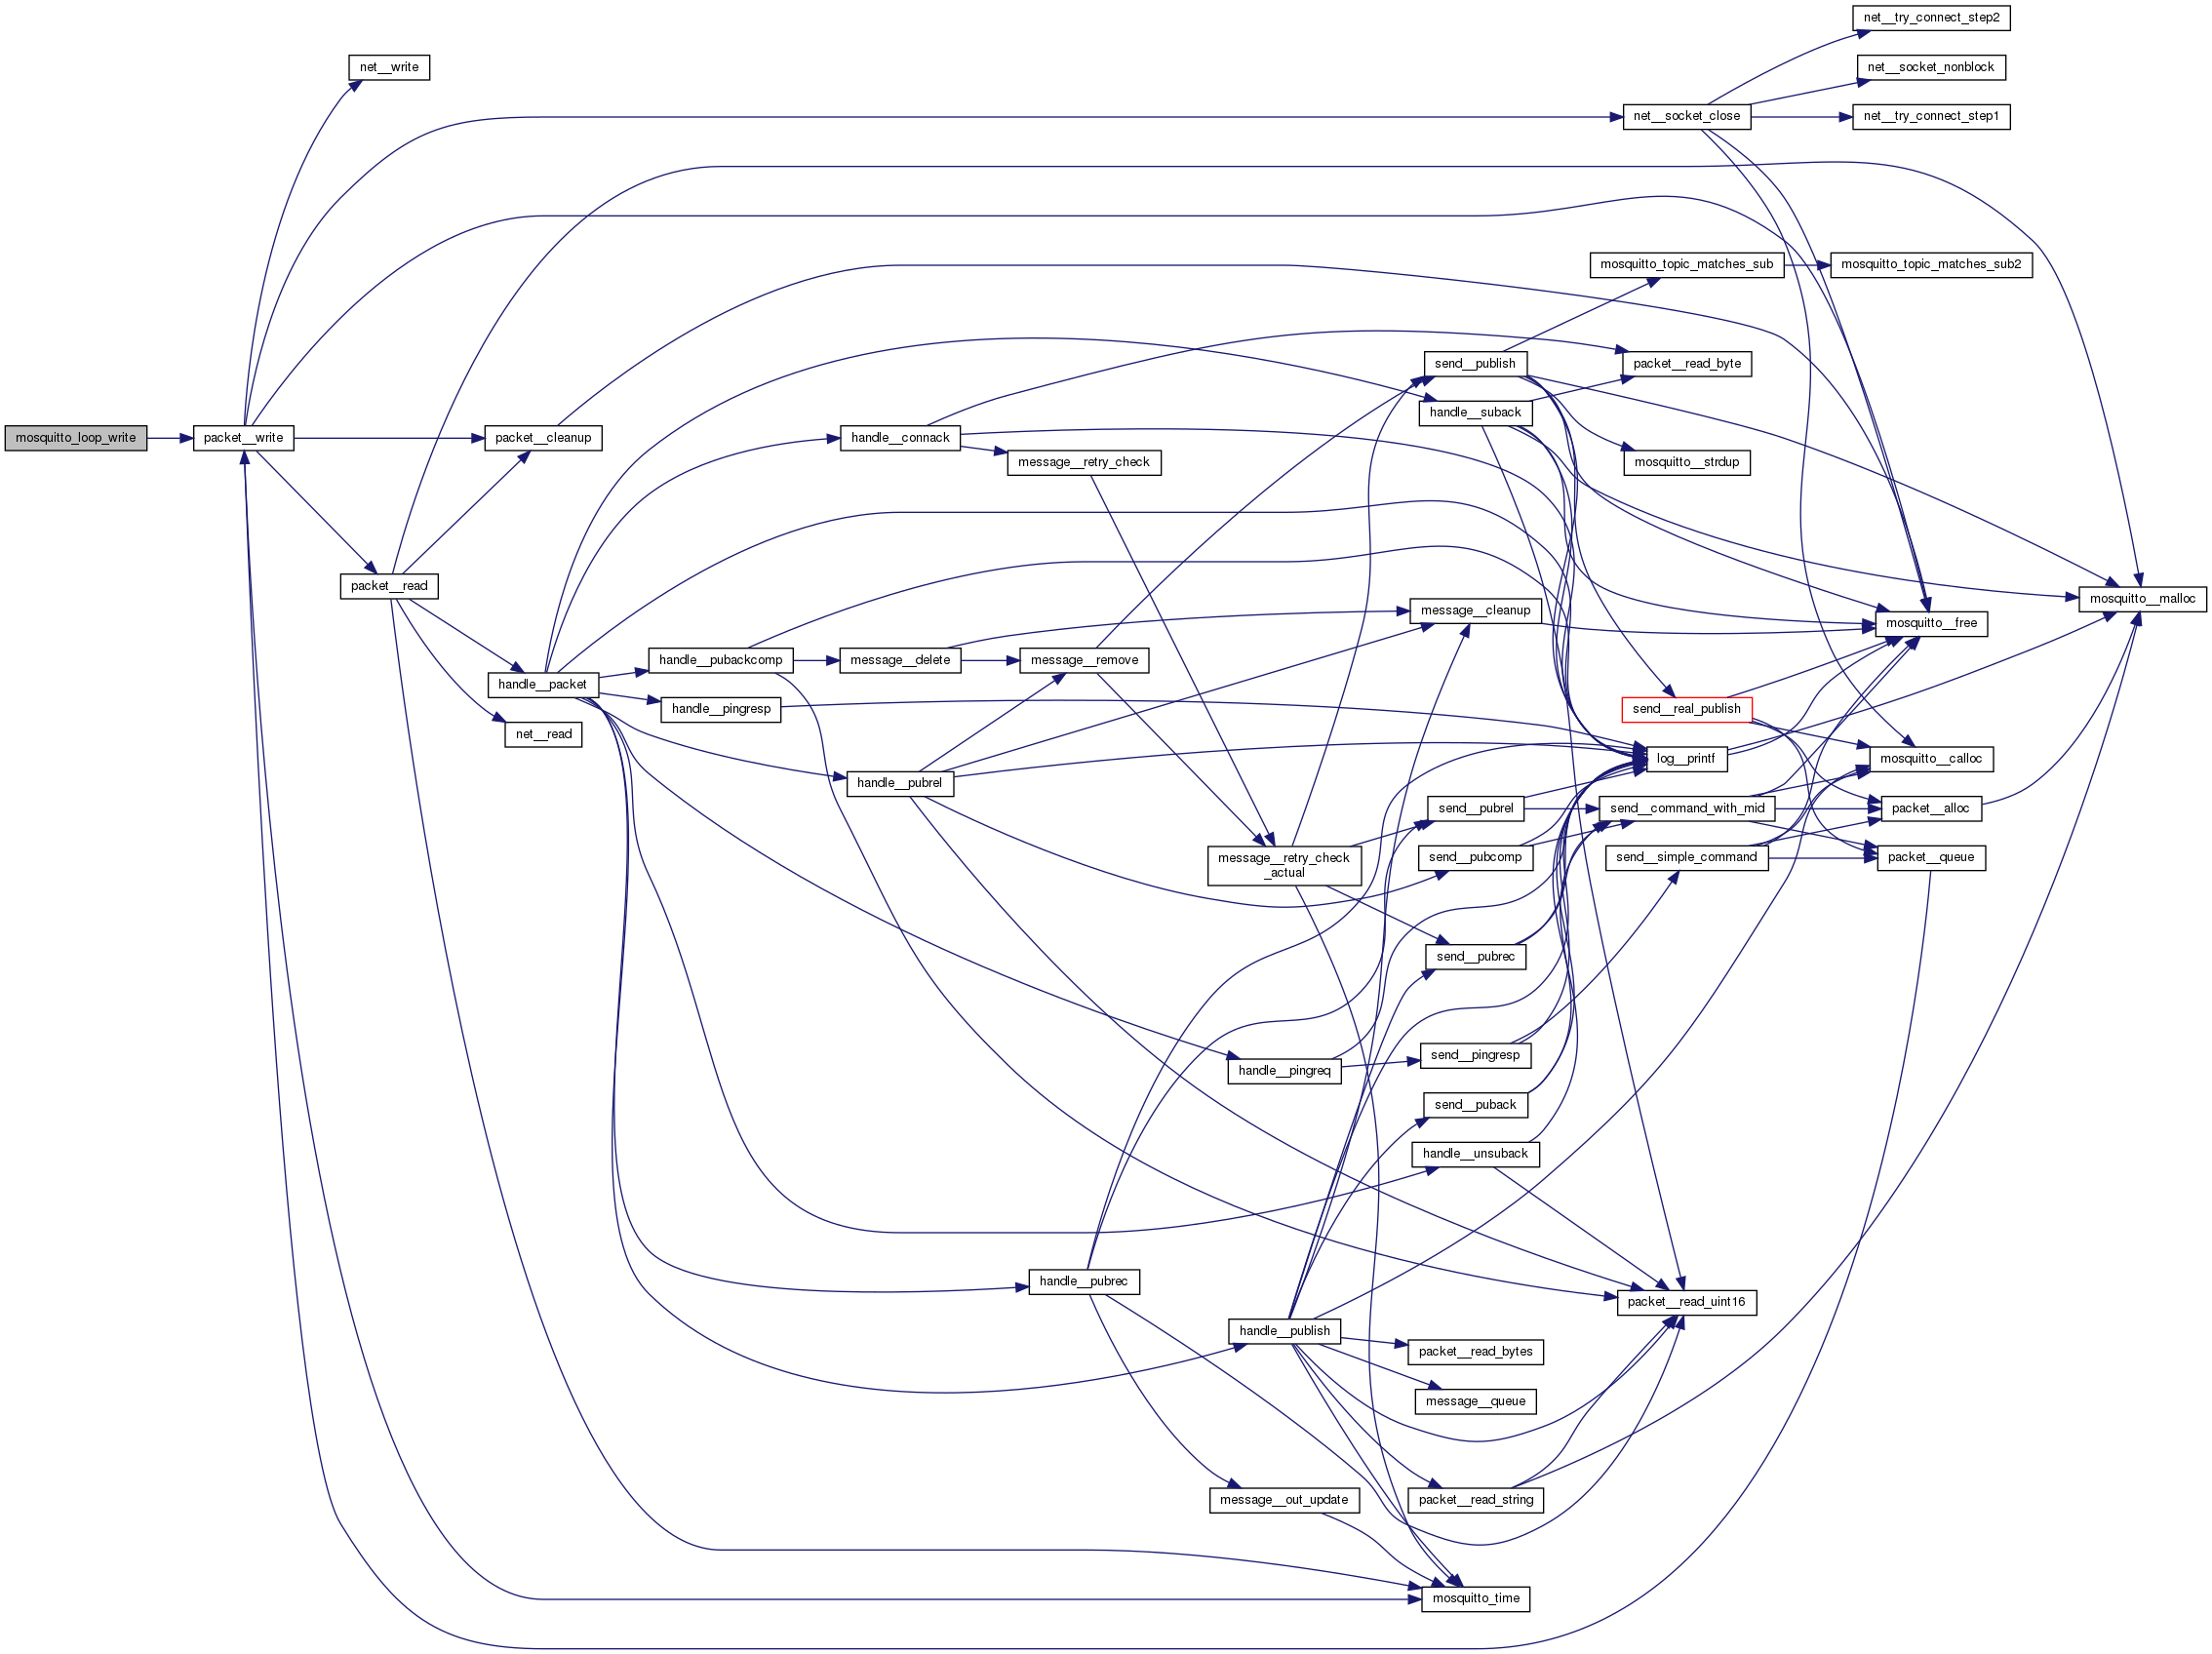 net__try_connect_step2
net__write
net__socket_nonblock
net__socket_close
net__try_connect_step1
mosquitto_topic_matches_sub
mosquitto_topic_matches_sub2
send__publish
packet__read_byte
handle__suback
mosquitto_loop_write
packet__write
packet__cleanup
handle__connack
message__retry_check
mosquitto__strdup
packet__read
message__cleanup
mosquitto__malloc
mosquitto__free
handle__packet
handle__pubackcomp
message__delete
message__remove
handle__pingresp
send__real_publish
net__read
log__printf
mosquitto__calloc
handle__pubrel
send__pubrel
send__command_with_mid
packet__alloc
message__retry_check
_actual
send__pubcomp
send__simple_command
packet__queue
send__pubrec
handle__pingreq
send__pingresp
send__puback
handle__unsuback
handle__pubrec
packet__read_uint16
handle__publish
packet__read_bytes
message__queue
message__out_update
packet__read_string
mosquitto_time